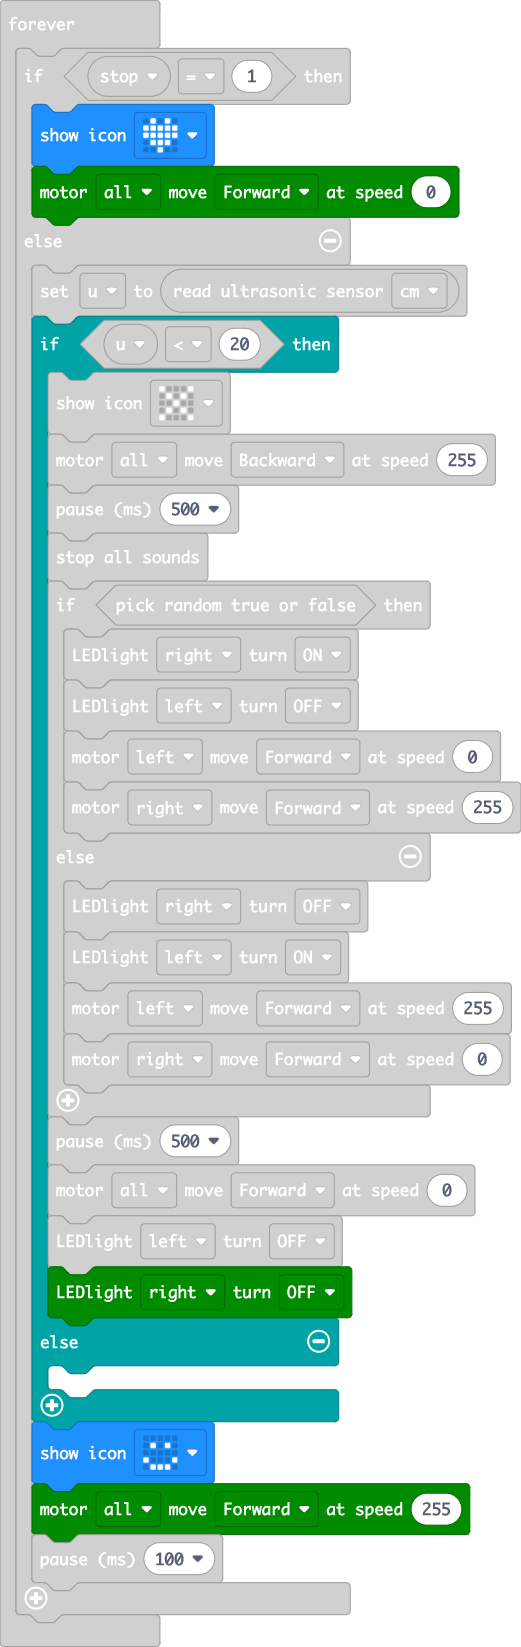 forever
if stop = 1 then
show icon
motor all move Forward at speed 0
else
set u to read ultrasonic sensor cm
if u < 20 then
show icon
motor all move Backward at speed 255
pause (ms) 500
stop all sounds
if pick random true or false then
LEDlight right turn ON
LEDlight left turn OFF
motor left move Forward at speed 0
motor right move Forward at speed 255
else
LEDlight right turn OFF
LEDlight left turn ON
motor left move Forward at speed 255
motor right move Forward at speed 0
pause (ms) 500
motor all move Forward at speed 0
LEDlight left turn OFF
LEDlight right turn OFF
else
show icon
motor all move Forward at speed 255
pause (ms) 100